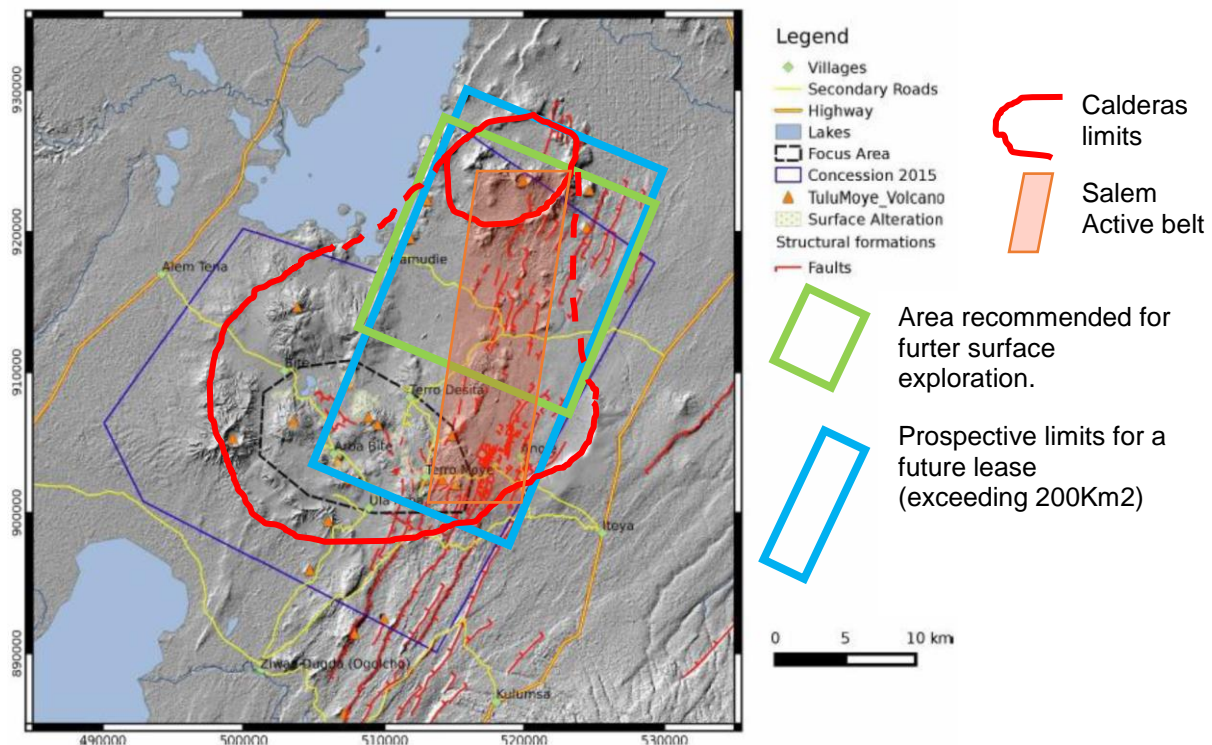 930000
920000
910000
900000
890000
490000
500000
510000
520000
530000
Alem Tena
Bite
Terro Desita
Arba Bite
Terro Moye
Itoya
Ziway Dugda (Ogolcho)
Kulumsa
Legend
Villages
Secondary Roads
Highway
Lakes
Focus Area
Concession 2015
TuluMoye_Volcano
Surface Alteration
Structural formations
Faults
Calderas
limits
Salem
Active belt
Area recommended for
furter surface
exploration.
Prospective limits for a
future lease
(exceeding 200Km2)
0 5 10 km